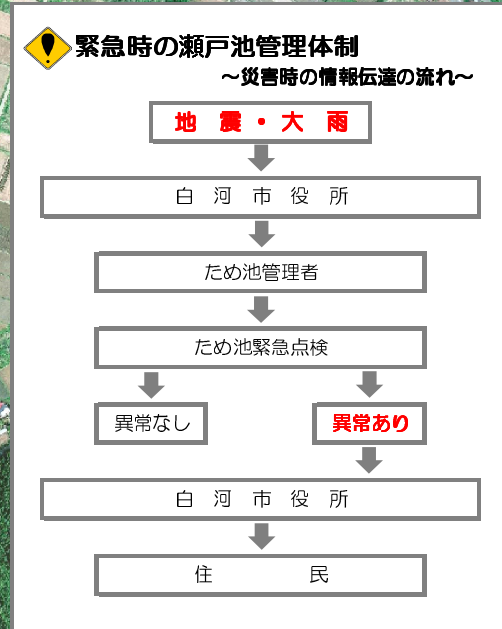 緊急時の瀬戸池管理体制
～災害時の情報伝達の流れ～
地　震・大　雨
白　河　市　役　所
ため池管理者
ため池緊急点検
異常なし　異常あり
白　河　市　役　所
住　　　　民